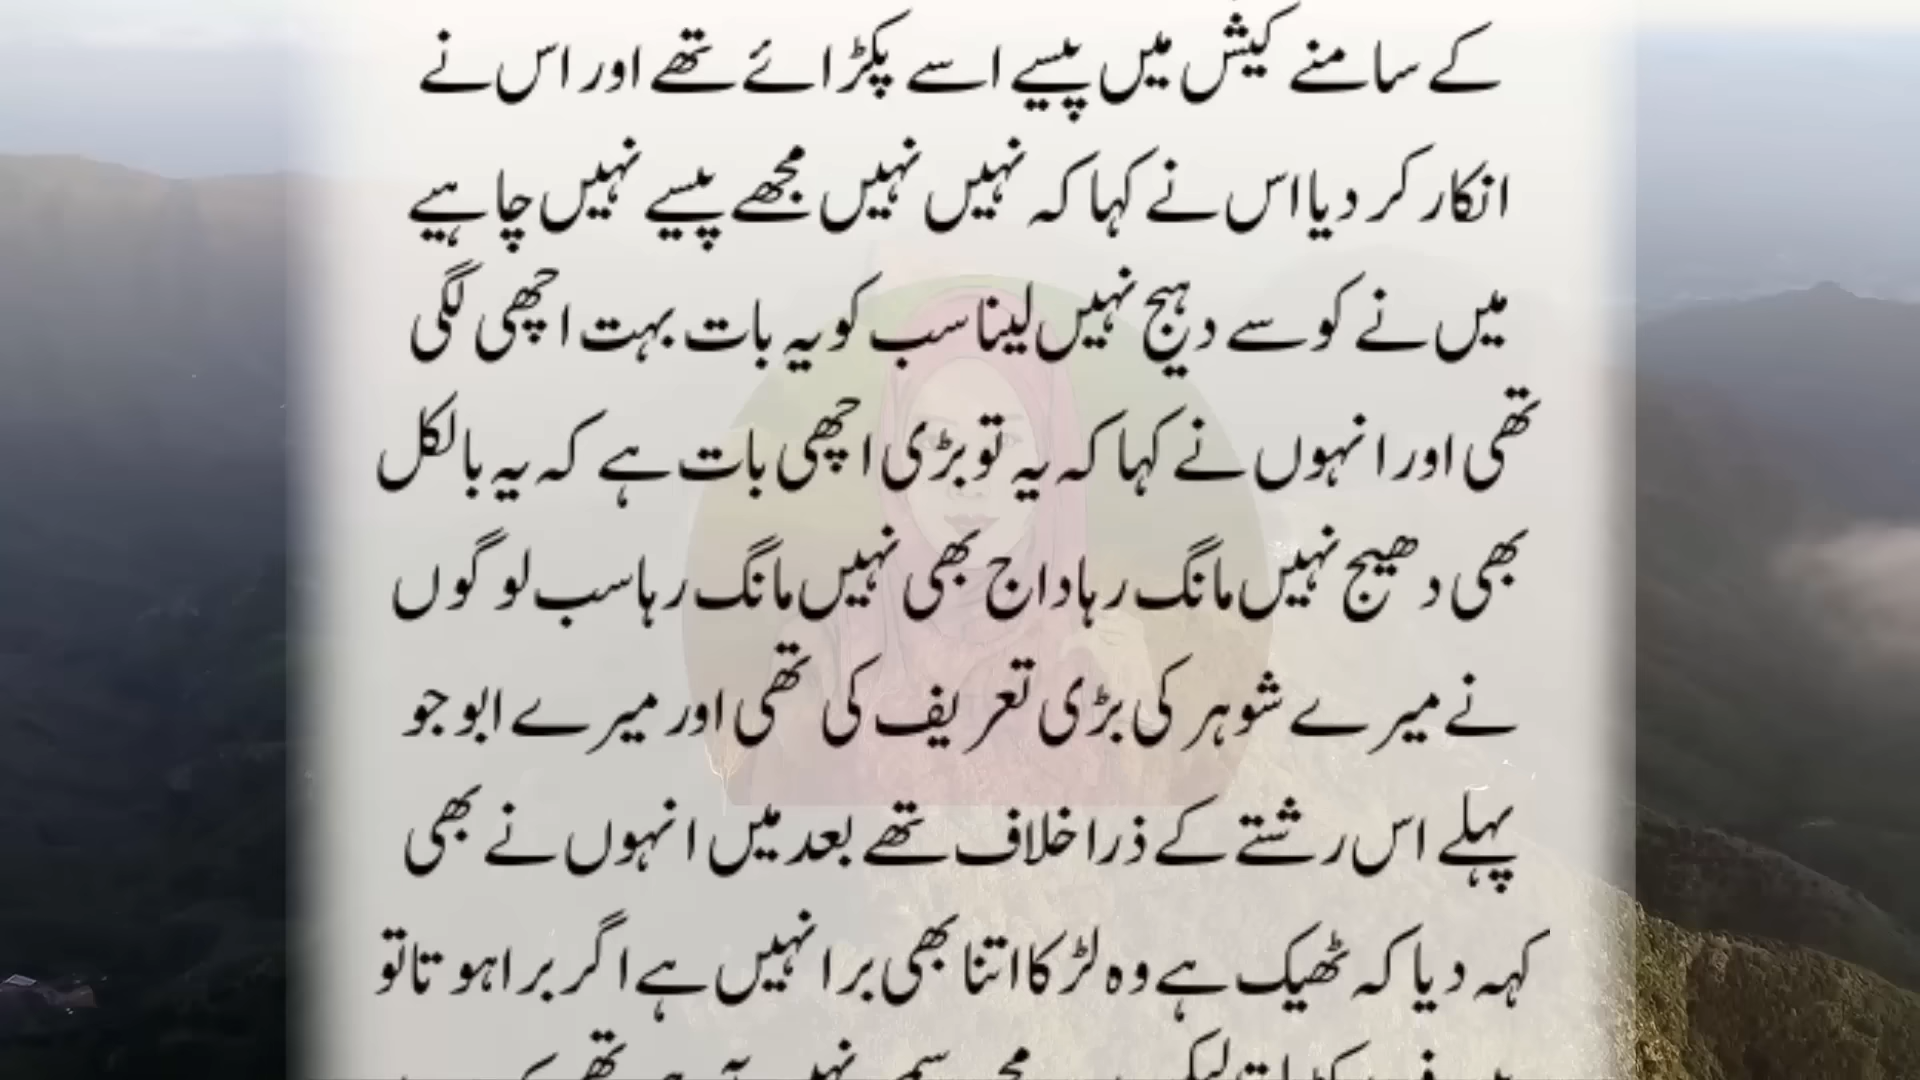 کے سامنے کیش میں پیسے اسے پکڑائے تھے اور اس نے
انکار کر دیا اس نے کہا کہ نہیں نہیں مجھے پیسے نہیں چاہیے
میں نے کوسے دہیج نہیں لینا سب کو یہ بات بہت اچھی لگی
تھی اور انہوں نے کہا کہ یہ تو بڑی اچھی بات ہے کہ یہ بالکل
بھی دھیج نہیں مانگ رہا داج بھی نہیں مانگ رہا سب لوگوں
نے میرے شوہر کی بڑی تعریف کی تھی اور میرے ابو جو
پہلے اس رشتے کے ذرا خلاف تھے بعد میں انہوں نے بھی
کہہ دیا کہ ٹھیک ہے وہ لڑکا اتنا بھی برا نہیں ہے اگر برا ہوتا تو